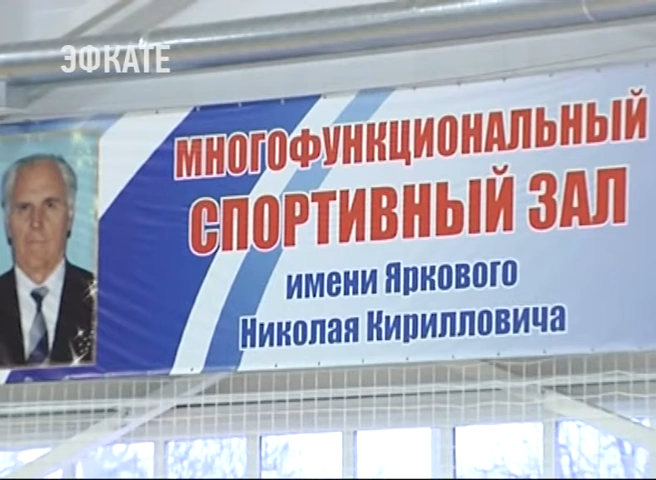 ЭФКАТЕ
МНОГОФУНКЦИОНАЛЬНЫЙ
СПОРТИВНЫЙ ЗАЛ
имени Яркового
Николая Кирилловича